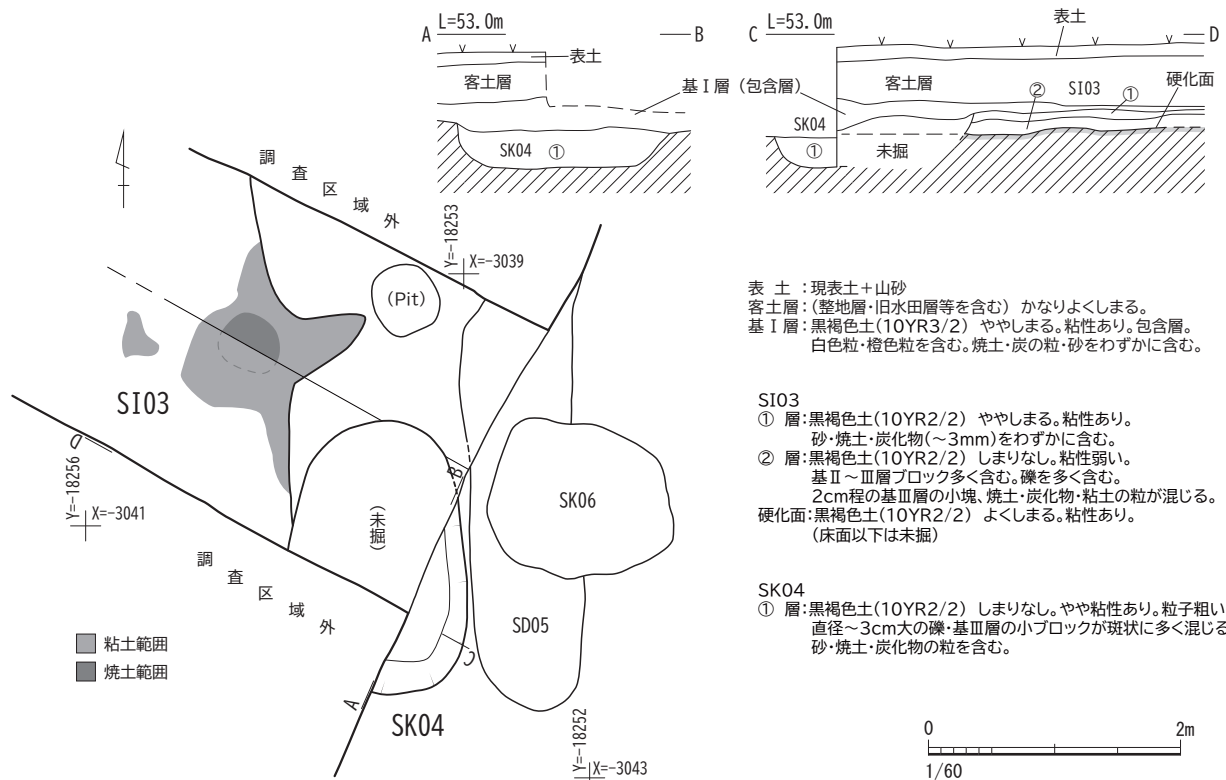 A L=53.0m B
表土
客土層
基Ⅰ層（包含層）
SK04 ①
C L=53.0m D
表土
客土層
SI03
②
①
硬化面
SK04
①
未掘
調査区域外
Y=-18253
X=-3039
(Pit)
SI03
D
Y=-18256
X=-3041
(未掘)
B
SK06
調査区域外
SD05
C
A
SK04
Y=-18252
X=-3043
粘土範囲
焼土範囲
表 土：現表土＋山砂
客土層：(整地層・旧水田層等を含む) かなりよくしまる。
基Ⅰ層：黒褐色土(10YR3/2) ややしまる。粘性あり。包含層。
白色粒・橙色粒を含む。焼土・炭の粒・砂をわずかに含む。
SI03
① 層：黒褐色土(10YR2/2) ややしまる。粘性あり。
砂・焼土・炭化物(～3mm)をわずかに含む。
② 層：黒褐色土(10YR2/2) しまりなし。粘性弱い。
基Ⅱ～Ⅲ層ブロック多く含む。礫を多く含む。
2cm程の基Ⅲ層の小塊、焼土・炭化物・粘土の粒が混じる。
硬化面：黒褐色土(10YR2/2) よくしまる。粘性あり。
(床面以下は未掘)
SK04
① 層：黒褐色土(10YR2/2) しまりなし。やや粘性あり。粒子粗い
直径～3cm大の礫・基Ⅲ層の小ブロックが斑状に多く混じる
砂・焼土・炭化物の粒を含む。
0 2m
1/60